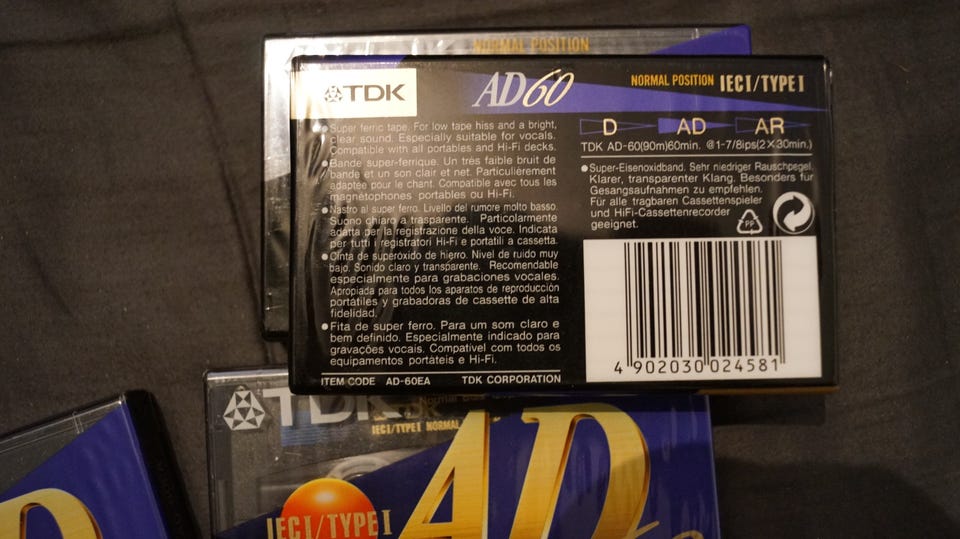 NORMAL POSITION
TDK
AD60
NORMAL POSITION IECI/TYPE I
D AD AR
TDK AD-60(90m)60min. @1-7/8ips(2×30min.)
●Super ferric tape. For low tape hiss and a bright,
clear sound. Especially suitable for vocals.
Compatible with all portables and Hi-Fi decks.
●Bande super-ferrique. Un très faible bruit de
bande et un son clair et net. Particulièrement
adaptée pour le chant. Compatible avec tous les
magnétophones portables ou Hi-Fi.
●Nastro al super ferro. Livello del rumore molto basso.
Suono chiaro a trasparente. Particolarmente
adatta per la registrazione della voce. Indicata
per tutti i registratori Hi-Fi e portatili a cassetta.
●Cinta de superoxido de hierro. Nivel de ruido muy
bajo. Sonido claro y transparente. Recomendable
especialmente para grabaciones vocales.
Apropiada para todos los aparatos de reproducción
portátiles y grabadoras de cassette de alta
fidelidad.
●Fita de super ferro. Para um som claro e
bem definido. Especialmente indicado para
gravações vocais. Compativel com todos os
equipamentos portáteis e Hi-Fi.
ITEM CODE AD-60EA TDK CORPORATION
●Super-Eisenoxidband. Sehr niedriger Rauschpegel.
Klarer, transparenter Klang. Besonders für
Gesangsaufnahmen zu empfehlen.
Für alle tragbaren Cassettenspieler
und HiFi-Cassettenrecorder
geeignet.
PP
4 902030 024581
TDK
Normal
IECI/TYPE I NORMAL
AD
IECI/TYPE I